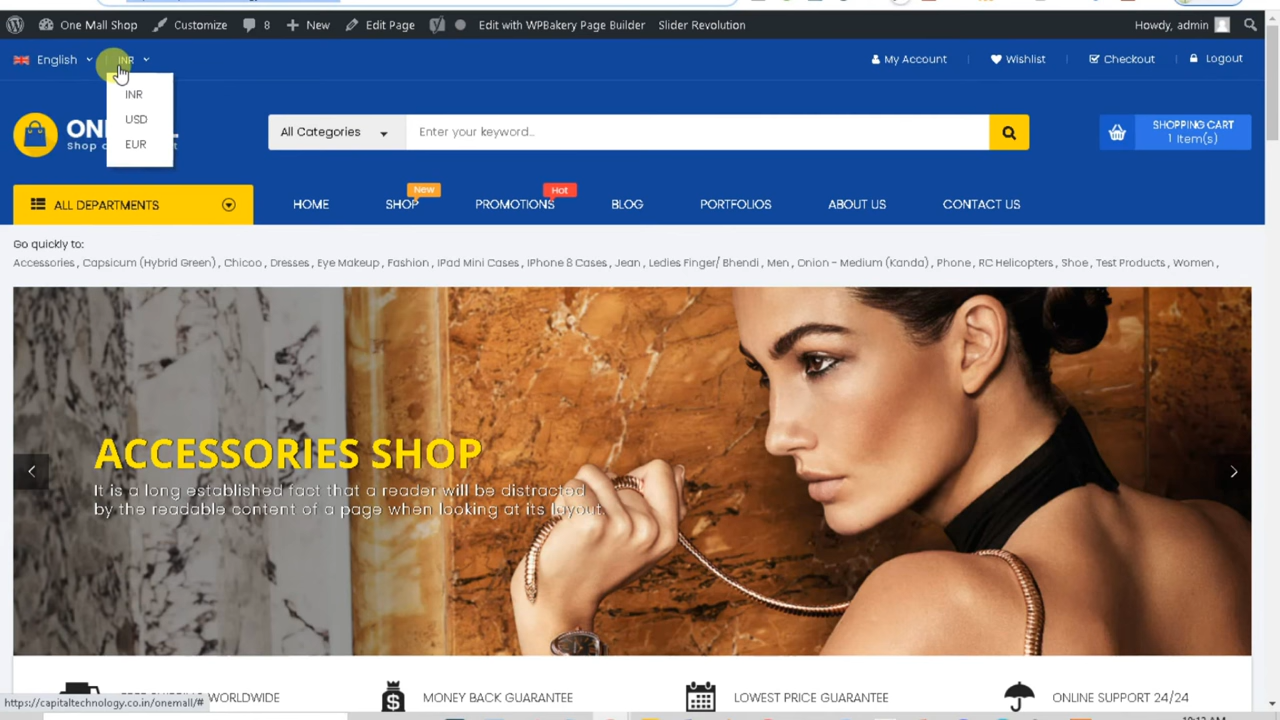 One Mall Shop Customize 8 New Edit Page Edit with WPBakery Page Builder Slider Revolution Howdy, admin
English INR My Account Wishlist Checkout Logout
INR
USD
EUR
All Categories Enter your keyword... SHOPPING CART
1 item(s)
New Hot
ALL DEPARTMENTS HOME SHOP PROMOTIONS BLOG PORTFOLIOS ABOUT US CONTACT US
Go quickly to:
Accessories , Capsicum (Hybrid Green) , Chicoo , Dresses , Eye Makeup , Fashion , IPad Mini Cases , IPhone 8 Cases , Jean , Ledies Finger/ Bhendi , Men , Onion - Medium (Kanda) , Phone , RC Helicopters , Shoe , Test Products , Women ,
ACCESSORIES SHOP
It is a long established fact that a reader will be distracted
by the readable content of a page when looking at its layout.
WORLDWIDE MONEY BACK GUARANTEE LOWEST PRICE GUARANTEE ONLINE SUPPORT 24/24
https://capitaltechnology.co.in/onemall/#